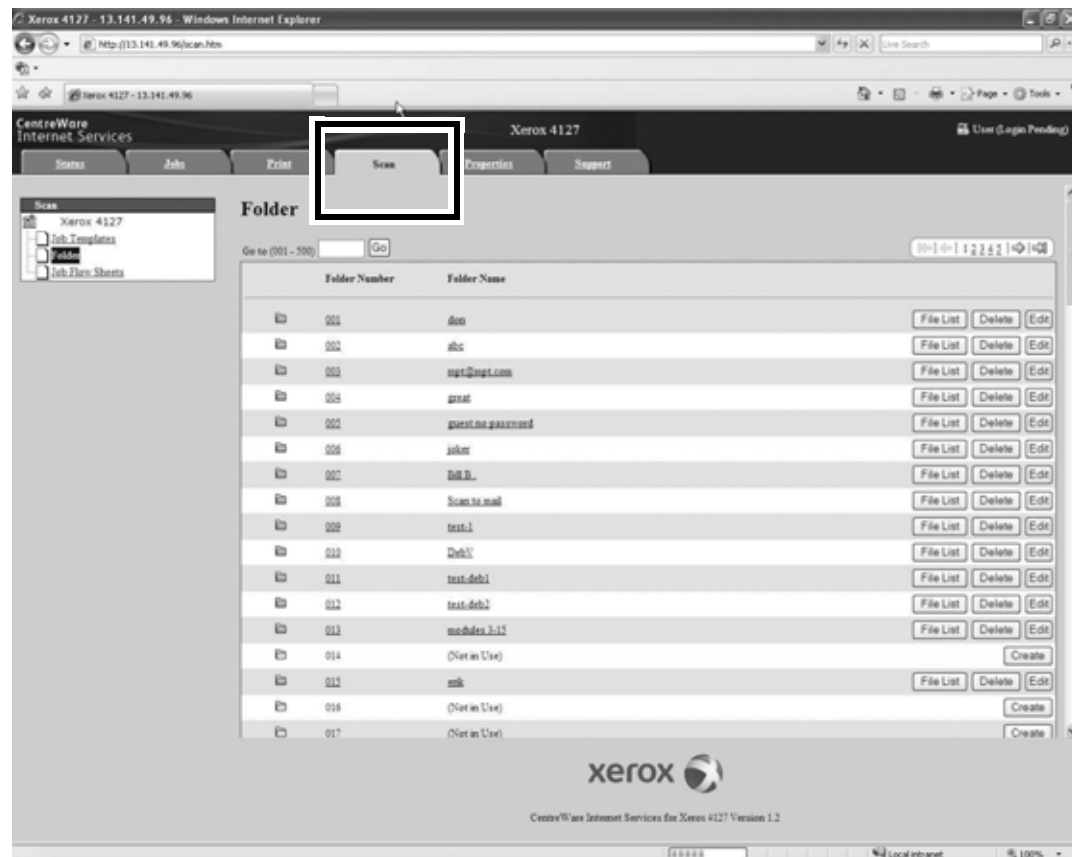 Xerox 4127 - 13.141.49.96 - Windows Internet Explorer
http://13.141.49.96/scan.htm
Live Search
Xerox 4127 - 13.141.49.96
Page
Tools
CentreWare
Internet Services
Xerox 4127
User (Login Pending)
Status
Jobs
Print
Scan
Properties
Support
Scan
Xerox 4127
Job Templates
Folder
Job Flow Sheets
Folder
Go to (001 - 500)
Go
1 2 3 4 5
Folder Number Folder Name
001 don File List Delete Edit
002 abc File List Delete Edit
003 mpt@mpt.com File List Delete Edit
004 great File List Delete Edit
005 guest no password File List Delete Edit
006 joker File List Delete Edit
007 Bill B.. File List Delete Edit
008 Scan to mail File List Delete Edit
009 test-1 File List Delete Edit
010 DebV File List Delete Edit
011 test-deb1 File List Delete Edit
012 test-deb2 File List Delete Edit
013 modules 3-15 File List Delete Edit
014 (Not in Use) Create
015 erik File List Delete Edit
016 (Not in Use) Create
017 (Not in Use) Create
xerox
CentreWare Internet Services for Xerox 4127 Version 1.2
Local intranet
100%